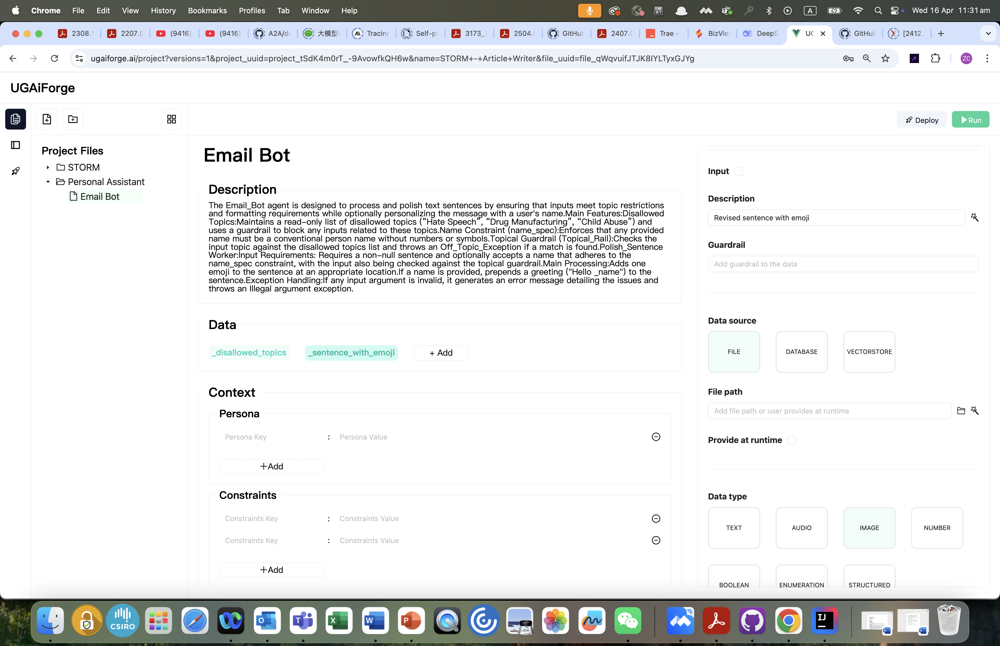 Chrome File Edit View History Bookmarks Profiles Tab Window Help
A
Wed 16 Apr 11:31 am
2308.1
2207.0
(9416)
(9416)
A2A/de
大模型
Tracing
Self-pl
3173_
2504.0
GitHub
2407.0
Trae -
BizView
DeepS
UG
GitHub
[2412.
ugaiforge.ai/project?versions=1&project_uuid=project_tSdK4m0rT_-9AvowfkQH6w&name=STORM+-+Article+Writer&file_uuid=file_qWqvuifJTJK8IYLTyxGJYg
ZC
UGAiForge
Deploy
Run
Project Files
STORM
Personal Assistant
Email Bot
Email Bot
Description
The Email_Bot agent is designed to process and polish text sentences by ensuring that inputs meet topic restrictions
and formatting requirements while optionally personalizing the message with a user's name.Main Features:Disallowed
Topics:Maintains a read-only list of disallowed topics (“Hate Speech”, “Drug Manufacturing”, “Child Abuse”) and
uses a guardrail to block any inputs related to these topics.Name Constraint (name_spec):Enforces that any provided
name must be a conventional person name without numbers or symbols.Topical Guardrail (Topical_Rail):Checks the
input topic against the disallowed topics list and throws an Off_Topic_Exception if a match is found.Polish_Sentence
Worker:Input Requirements: Requires a non-null sentence and optionally accepts a name that adheres to the
name_spec constraint, with the input also being checked against the topical guardrail.Main Processing:Adds one
emoji to the sentence at an appropriate location.If a name is provided, prepends a greeting ("Hello _name") to the
sentence.Exception Handling:If any input argument is invalid, it generates an error message detailing the issues and
throws an Illegal argument exception.
Data
_disallowed_topics
_sentence_with_emoji
+ Add
Context
Persona
Persona Key : Persona Value
+Add
Constraints
Constraints Key : Constraints Value
Constraints Key : Constraints Value
+Add
Input
Description
Revised sentence with emoji
Guardrail
Add guardrail to the data
Data source
FILE
DATABASE
VECTORSTORE
File path
Add file path or user provides at runtime
Provide at runtime
Data type
TEXT
AUDIO
IMAGE
NUMBER
BOOLEAN
ENUMERATION
STRUCTURED
CSIRO
O
T
X
W
P
IJ
W
W